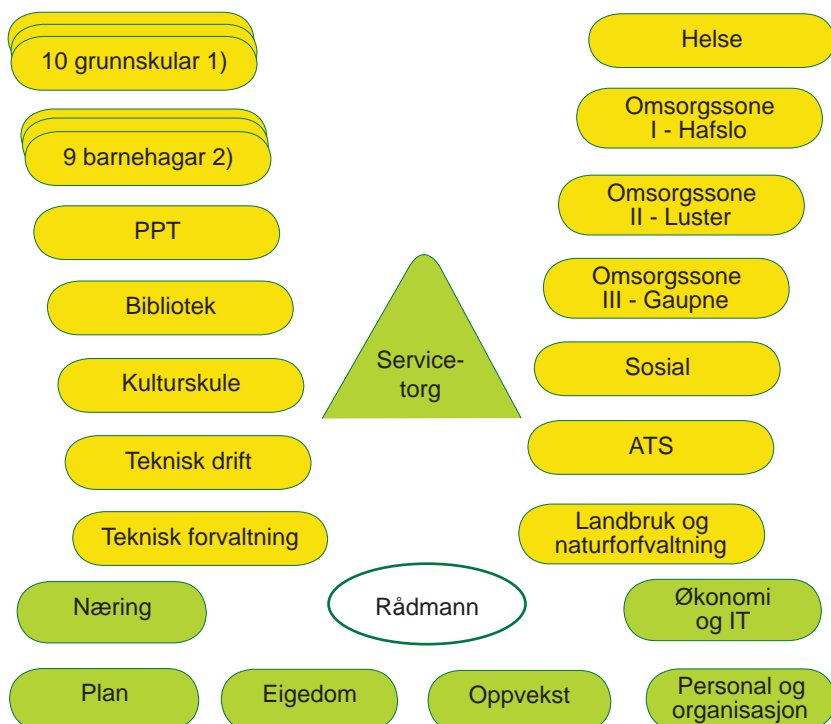 10 grunnskular 1)
9 barnehagar 2)
PPT
Bibliotek
Kulturskule
Teknisk drift
Teknisk forvaltning
Service-
torg
Helse
Omsorgssone
I - Hafslo
Omsorgssone
II - Luster
Omsorgssone
III - Gaupne
Sosial
ATS
Landbruk og
naturforfvaltning
Næring
Rådmann
Økonomi
og IT
Plan
Eigedom
Oppvekst
Personal og
organisasjon